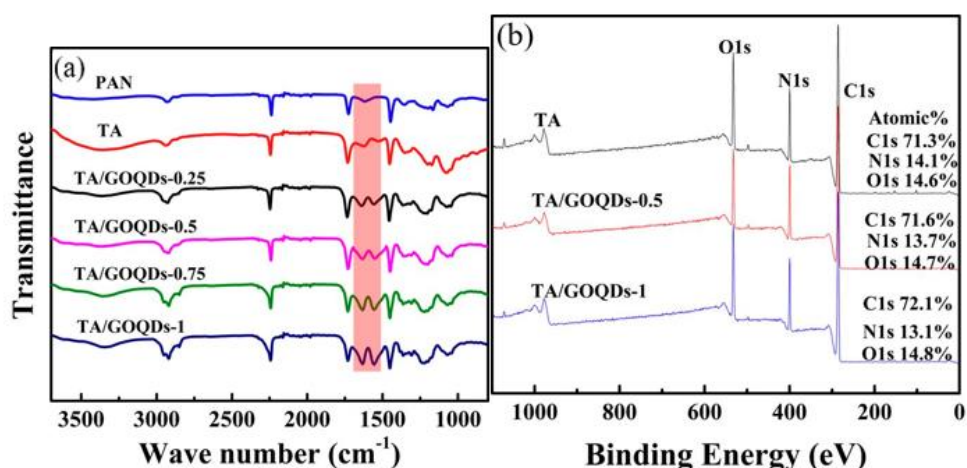 (a)
PAN
TA
TA/GOQDs-0.25
TA/GOQDs-0.5
TA/GOQDs-0.75
TA/GOQDs-1
Transmittance
3500 3000 2500 2000 1500 1000
Wave number (cm-1)
(b)
O1s
N1s
C1s
TA
Atomic%
C1s 71.3%
N1s 14.1%
O1s 14.6%
TA/GOQDs-0.5
C1s 71.6%
N1s 13.7%
O1s 14.7%
TA/GOQDs-1
C1s 72.1%
N1s 13.1%
O1s 14.8%
1000 800 600 400 200 0
Binding Energy (eV)